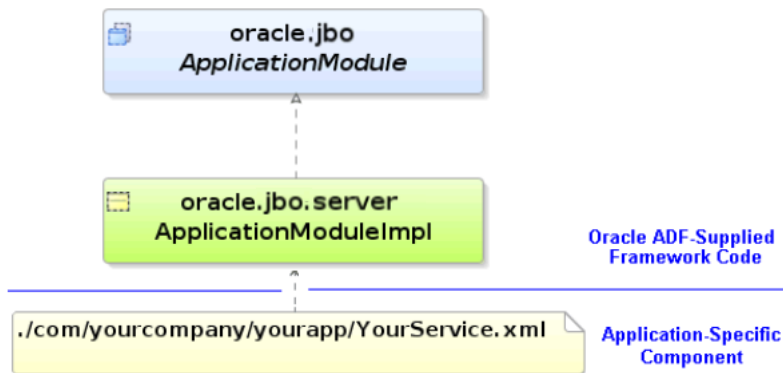 oracle.jbo
ApplicationModule
oracle.jbo.server
ApplicationModuleImpl
Oracle ADF-Supplied
Framework Code
./com/yourcompany/yourapp/YourService.xml
Application-Specific
Component